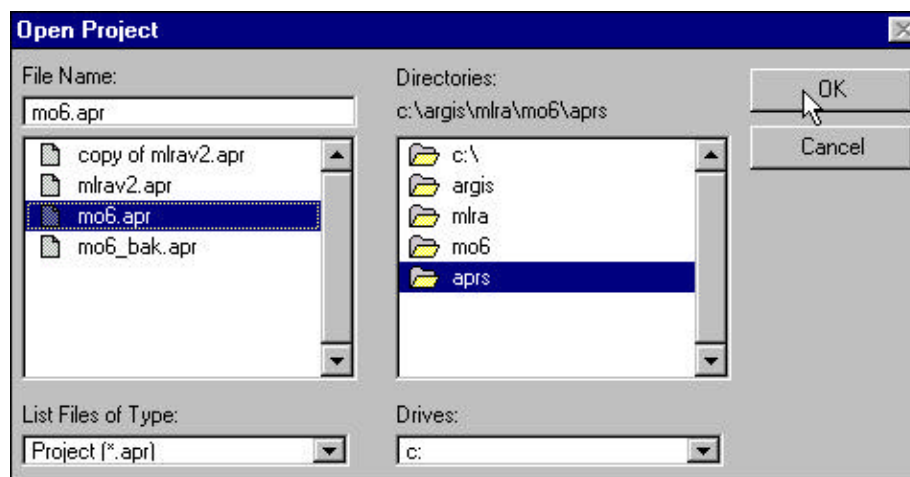 Open Project
File Name:
mo6.apr
copy of mlrav2.apr
mlrav2.apr
mo6.apr
mo6_bak.apr
List Files of Type:
Project (*.apr)
Directories:
c:\argis\mlra\mo6\aprs
c:\
argis
mlra
mo6
aprs
Drives:
c:
OK
Cancel